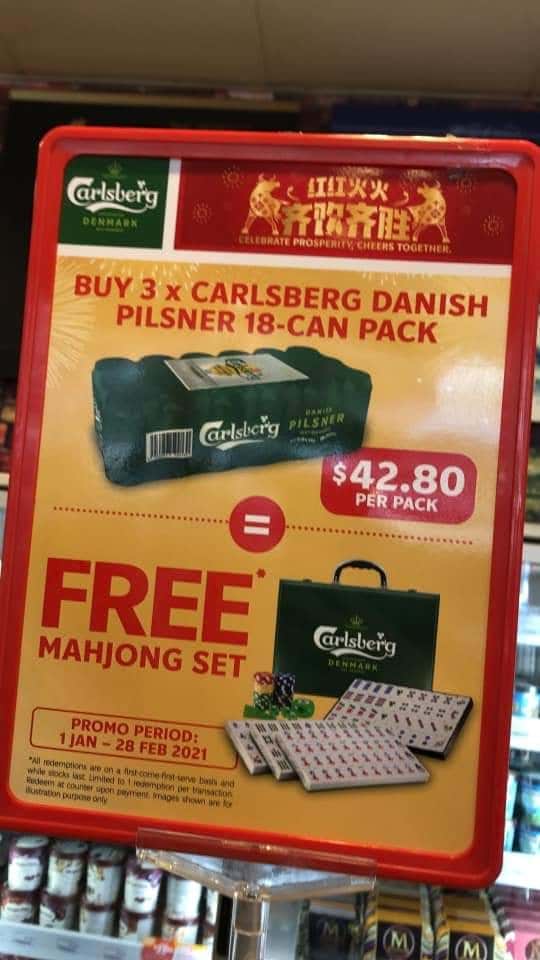 Carlsberg
DENMARK
红红火火
齐欢齐胜
CELEBRATE PROSPERITY, CHEERS TOGETHER.
BUY 3 x CARLSBERG DANISH
PILSNER 18-CAN PACK
Carlsberg
DANISH
PILSNER
$42.80
PER PACK
=
FREE*
MAHJONG SET
Carlsberg
DENMARK
PROMO PERIOD:
1 JAN – 28 FEB 2021
*All redemptions are on a first-come-first-serve basis and
while stocks last. Limited to 1 redemption per transaction.
Redeem at counter upon payment. Images shown are for
illustration purpose only.
M
M